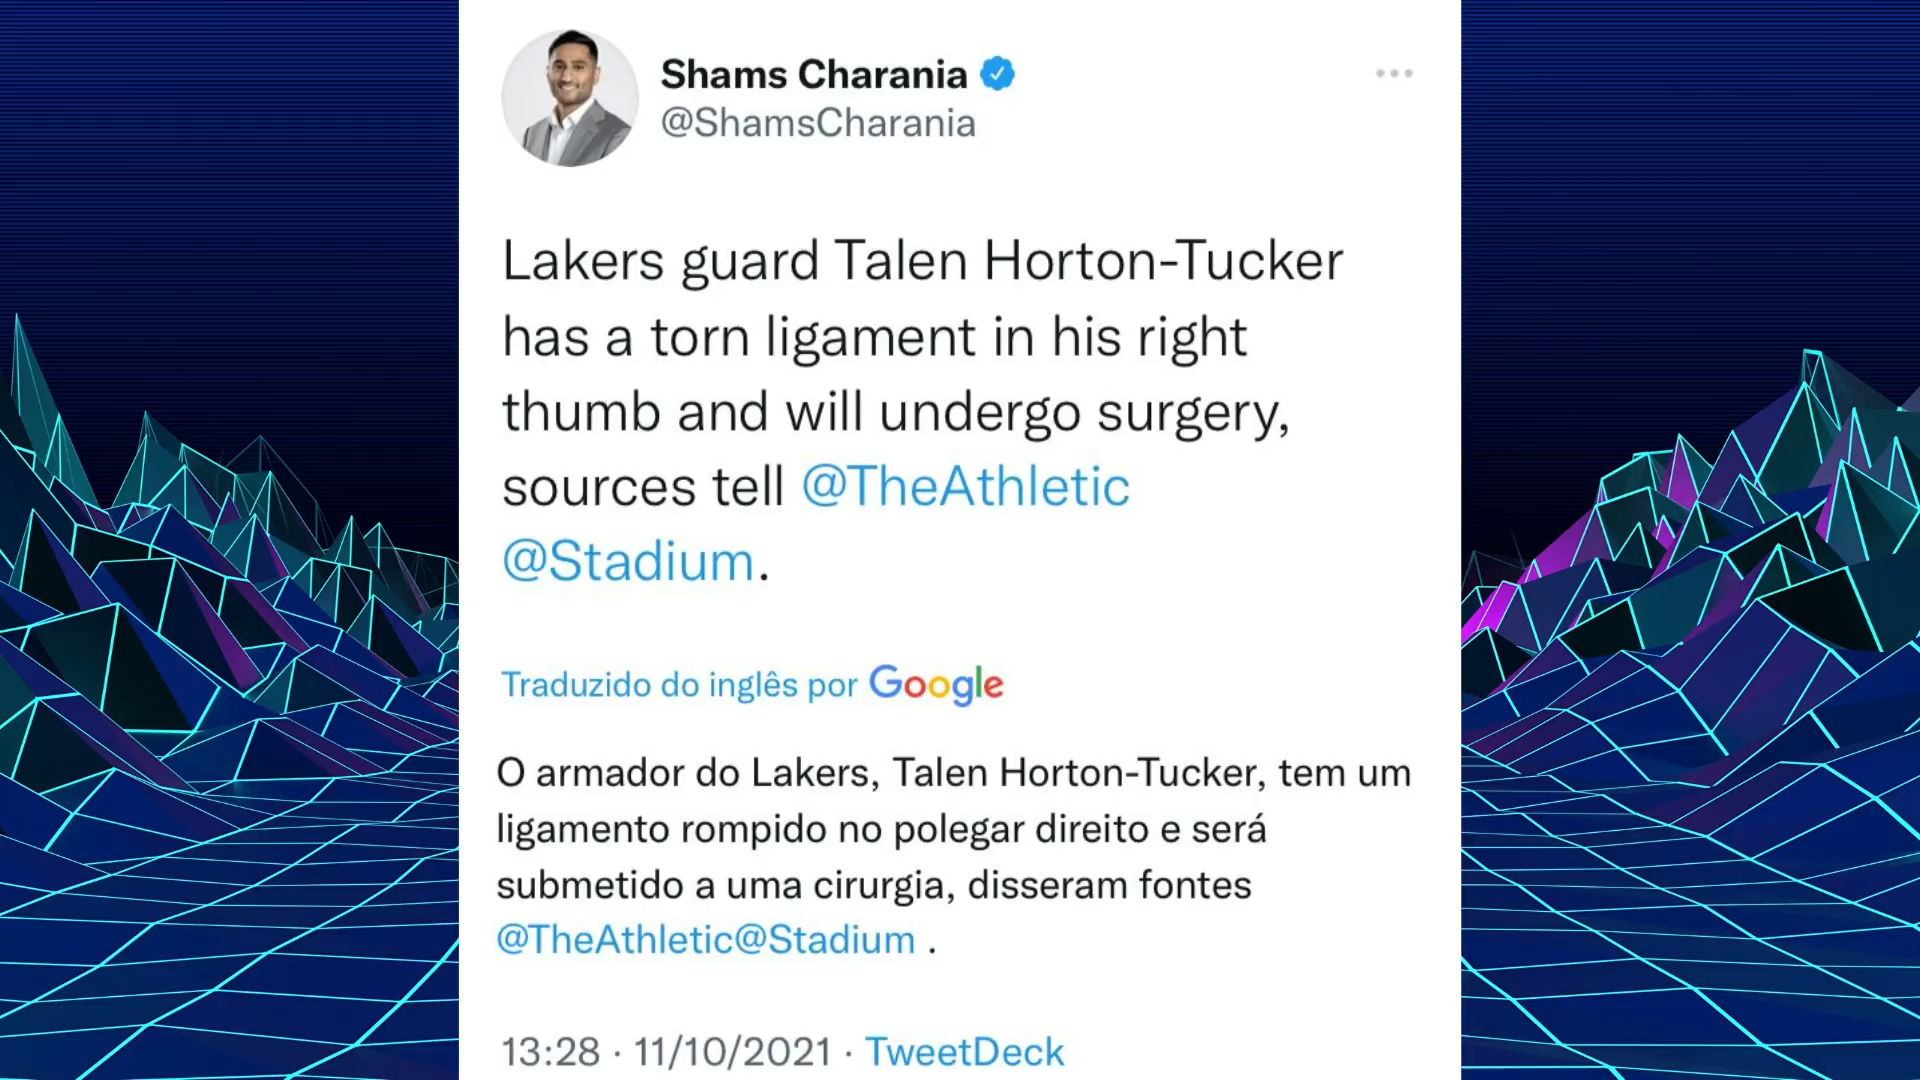 Shams Charania
@ShamsCharania
Lakers guard Talen Horton-Tucker
has a torn ligament in his right
thumb and will undergo surgery,
sources tell @TheAthletic
@Stadium.
Traduzido do inglês por Google
O armador do Lakers, Talen Horton-Tucker, tem um
ligamento rompido no polegar direito e será
submetido a uma cirurgia, disseram fontes
@TheAthletic@Stadium .
13:28 · 11/10/2021 · TweetDeck